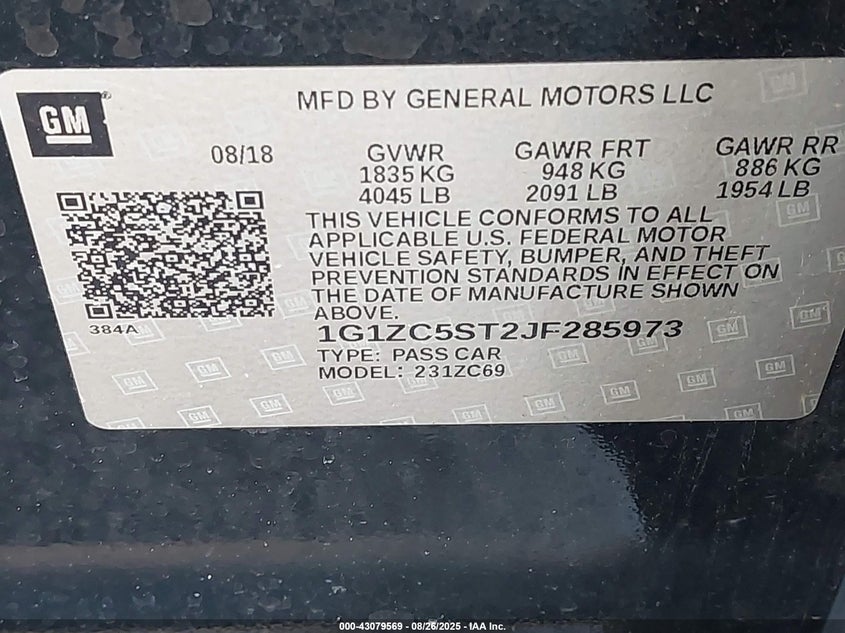 GM
MFD BY GENERAL MOTORS LLC
08/18
GVWR
1835 KG
4045 LB
GAWR FRT
948 KG
2091 LB
GAWR RR
886 KG
1954 LB
THIS VEHICLE CONFORMS TO ALL
APPLICABLE U.S. FEDERAL MOTOR
VEHICLE SAFETY, BUMPER, AND THEFT
PREVENTION STANDARDS IN EFFECT ON
THE DATE OF MANUFACTURE SHOWN
ABOVE.
384A
1G1ZC5ST2JF285973
TYPE: PASS CAR
MODEL: 231ZC69
000-43079569 - 08/26/2025 - IAA Inc.